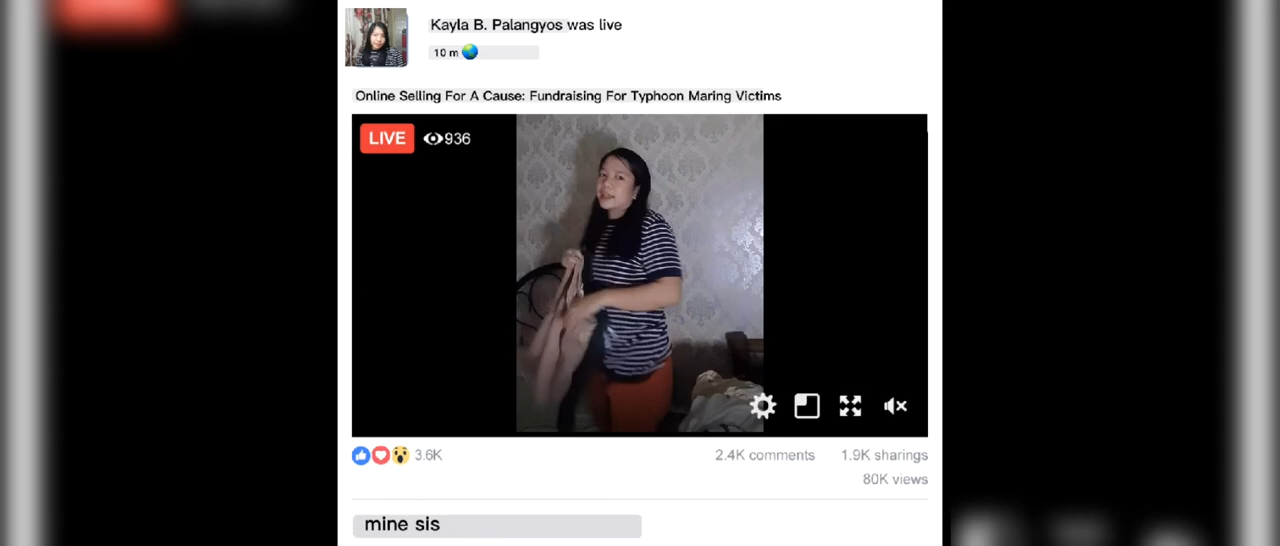 Kayla B. Palangyos was live
10 m
Online Selling For A Cause: Fundraising For Typhoon Maring Victims
LIVE 936
3.6K 2.4K comments 1.9K sharings
80K views
mine sis